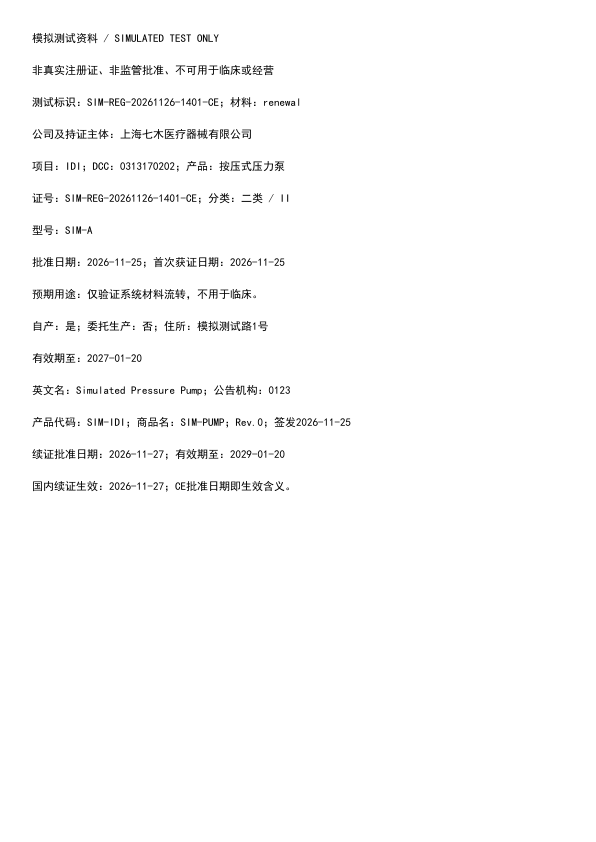 模拟测试资料 / SIMULATED TEST ONLY
非真实注册证、非监管批准、不可用于临床或经营
测试标识：SIM-REG-20261126-1401-CE；材料：renewal
公司及持证主体：上海七木医疗器械有限公司
项目：IDI；DCC：0313170202；产品：按压式压力泵
证号：SIM-REG-20261126-1401-CE；分类：二类 / II
型号：SIM-A
批准日期：2026-11-25；首次获证日期：2026-11-25
预期用途：仅验证系统材料流转，不用于临床。
自产：是；委托生产：否；住所：模拟测试路1号
有效期至：2027-01-20
英文名：Simulated Pressure Pump；公告机构：0123
产品代码：SIM-IDI；商品名：SIM-PUMP；Rev.0；签发2026-11-25
续证批准日期：2026-11-27；有效期至：2029-01-20
国内续证生效：2026-11-27；CE批准日期即生效含义。